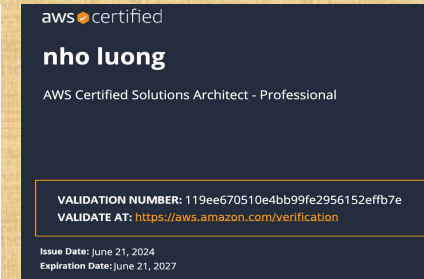 aws certified
nho luong
AWS Certified Solutions Architect - Professional
VALIDATION NUMBER: 119ee670510e4bb99fe2956152effb7e
VALIDATE AT: https://aws.amazon.com/verification
Issue Date: June 21, 2024
Expiration Date: June 21, 2027